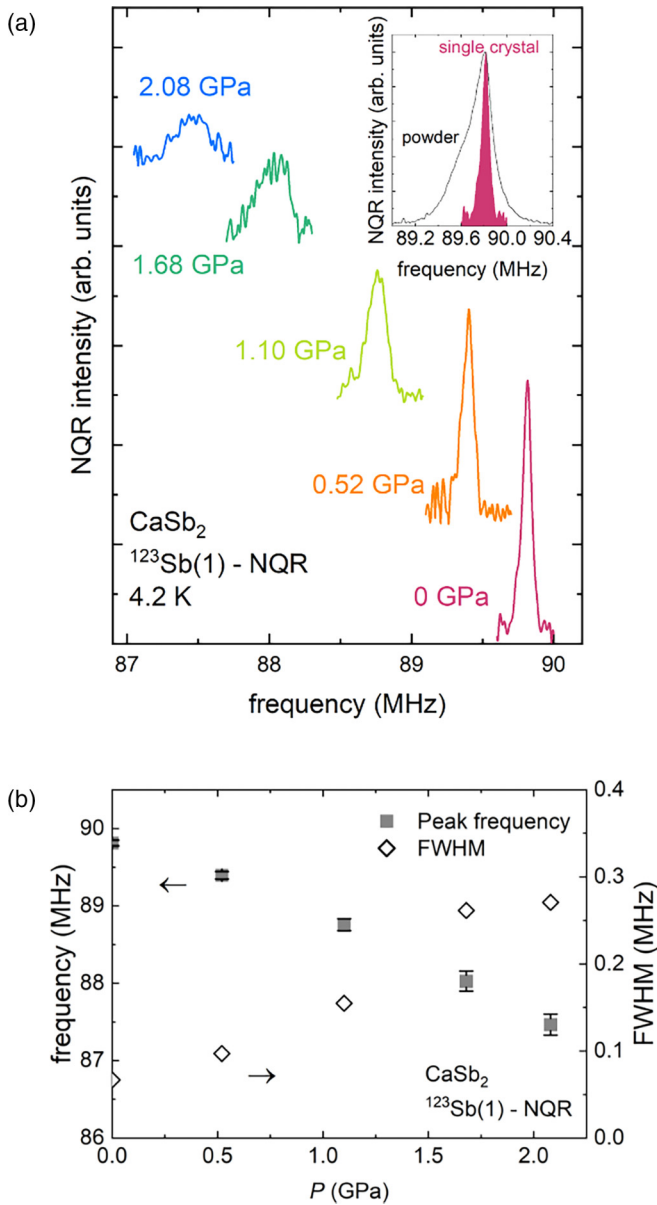 (a)
NQR intensity (arb. units)
2.08 GPa
1.68 GPa
1.10 GPa
0.52 GPa
0 GPa
CaSb₂
¹²³Sb(1) - NQR
4.2 K
87 88 89 90
frequency (MHz)
single crystal
powder
NQR intensity (arb. units)
89.2 89.6 90.0 90.4
frequency (MHz)
(b)
frequency (MHz)
90
89
88
87
86
Peak frequency
FWHM
0.4
0.3
0.2
0.1
0.0
FWHM (MHz)
CaSb₂
¹²³Sb(1) - NQR
0.0 0.5 1.0 1.5 2.0
P (GPa)